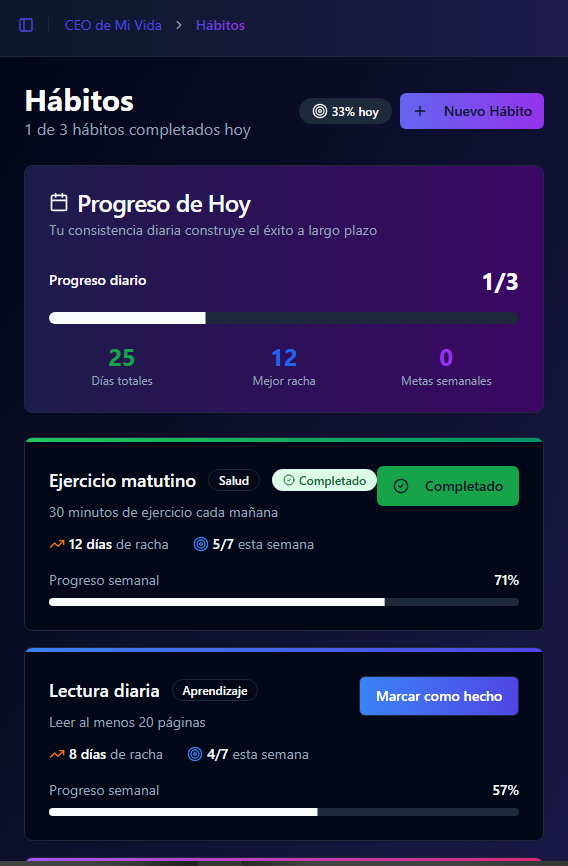 CEO de Mi Vida > Hábitos
Hábitos
1 de 3 hábitos completados hoy
33% hoy
+ Nuevo Hábito
Progreso de Hoy
Tu consistencia diaria construye el éxito a largo plazo
Progreso diario 1/3
25 12 0
Días totales Mejor racha Metas semanales
Ejercicio matutino Salud Completado Completado
30 minutos de ejercicio cada mañana
12 días de racha 5/7 esta semana
Progreso semanal 71%
Lectura diaria Aprendizaje Marcar como hecho
Leer al menos 20 páginas
8 días de racha 4/7 esta semana
Progreso semanal 57%